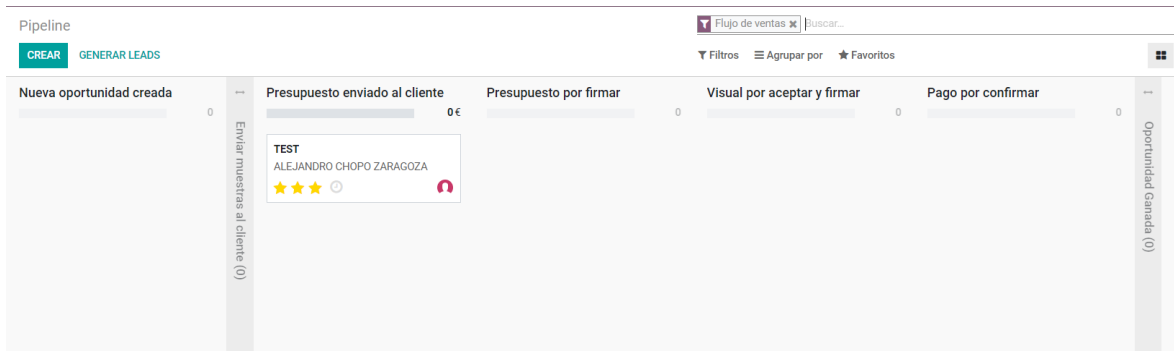 Pipeline
Flujo de ventas ✖ Buscar...
CREAR GENERAR LEADS
Filtros Agrupar por Favoritos
Nueva oportunidad creada
0
Enviar muestras al cliente (0)
Presupuesto enviado al cliente
0 €
TEST
ALEJANDRO CHOPO ZARAGOZA
Presupuesto por firmar
0
Visual por aceptar y firmar
0
Pago por confirmar
0
Oportunidad Ganada (0)